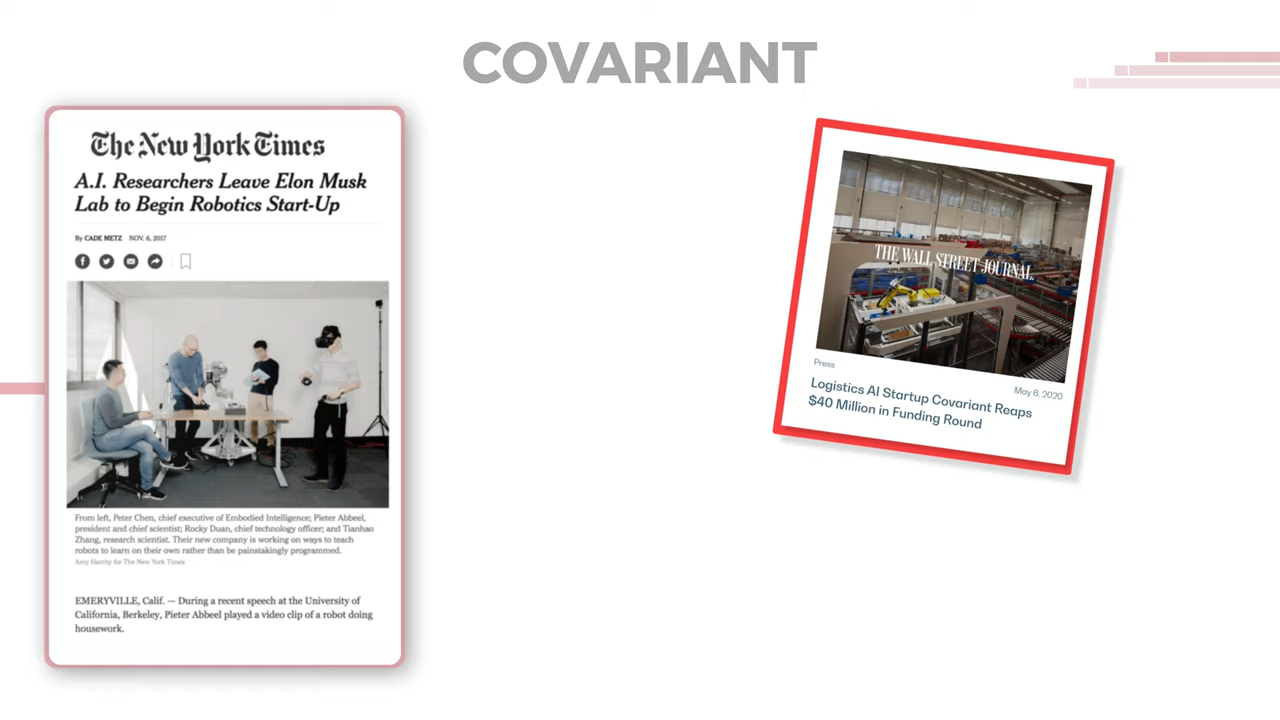 COVARIANT
The New York Times
A.I. Researchers Leave Elon Musk
Lab to Begin Robotics Start-Up
By CADE METZ NOV. 6, 2017
From left, Peter Chen, chief executive of Embodied Intelligence; Pieter Abbeel,
president and chief scientist; Rocky Duan, chief technology officer; and Tianhao
Zhang, research scientist. Their new company is working on ways to teach
robots to learn on their own rather than be painstakingly programmed.
Amy Harrity for The New York Times
EMERYVILLE, Calif. — During a recent speech at the University of
California, Berkeley, Pieter Abbeel played a video clip of a robot doing
housework.
THE WALL STREET JOURNAL.
Press
May 6, 2020
Logistics AI Startup Covariant Reaps
$40 Million in Funding Round